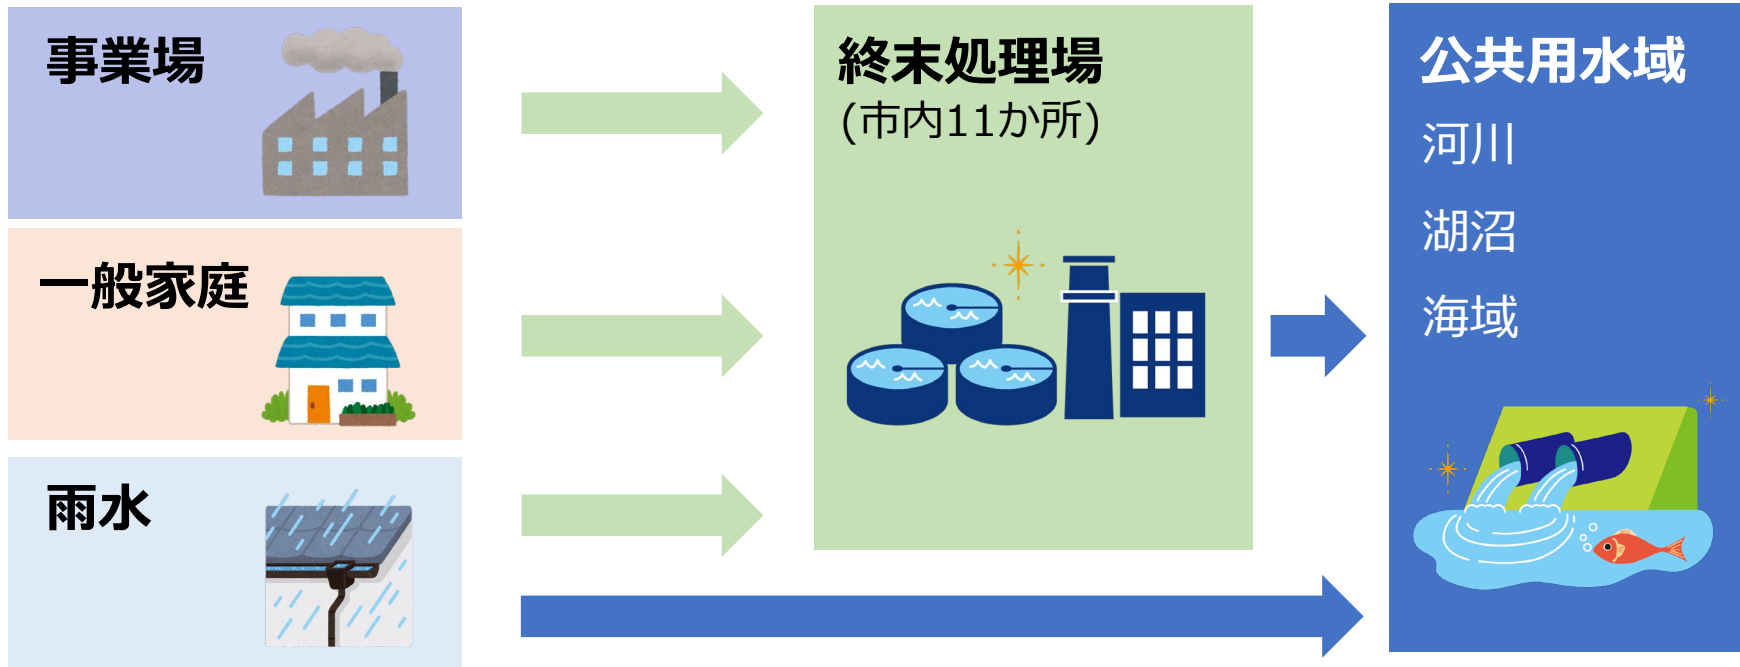 事業場
一般家庭
雨水
終末処理場
(市内11か所)
公共用水域
河川
湖沼
海域